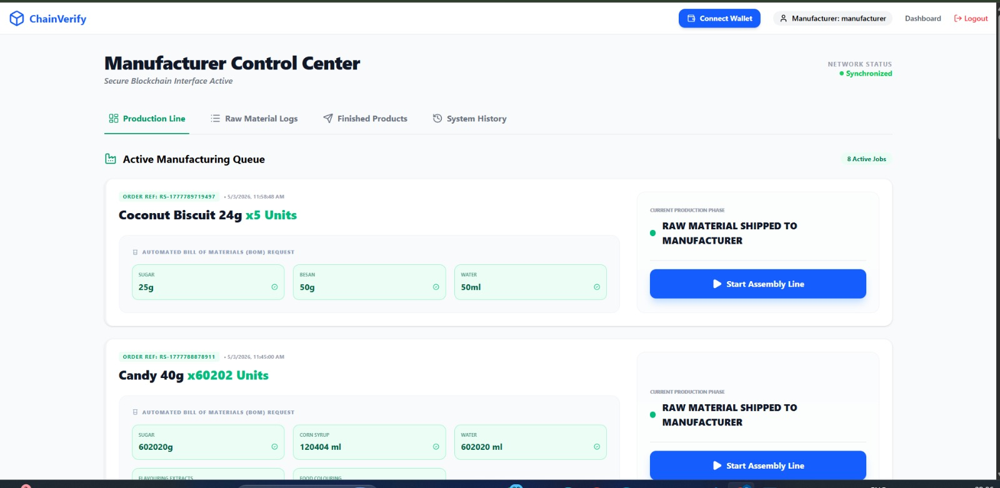 ChainVerify
Connect Wallet
Manufacturer: manufacturer
Dashboard
Logout
Manufacturer Control Center
Secure Blockchain Interface Active
NETWORK STATUS
Synchronized
Production Line
Raw Material Logs
Finished Products
System History
Active Manufacturing Queue
8 Active Jobs
ORDER REF: RS-1777789719497 • 5/3/2026, 11:58:48 AM
Coconut Biscuit 24g x5 Units
AUTOMATED BILL OF MATERIALS (BOM) REQUEST
SUGAR
25g
BESAN
50g
WATER
50ml
CURRENT PRODUCTION PHASE
RAW MATERIAL SHIPPED TO
MANUFACTURER
Start Assembly Line
ORDER REF: RS-1777788878911 • 5/3/2026, 11:45:00 AM
Candy 40g x60202 Units
AUTOMATED BILL OF MATERIALS (BOM) REQUEST
SUGAR
602020g
CORN SYRUP
120404 ml
WATER
602020 ml
FLAVOURING EXTRACTS
FOOD COLOURING
CURRENT PRODUCTION PHASE
RAW MATERIAL SHIPPED TO
MANUFACTURER
Start Assembly Line